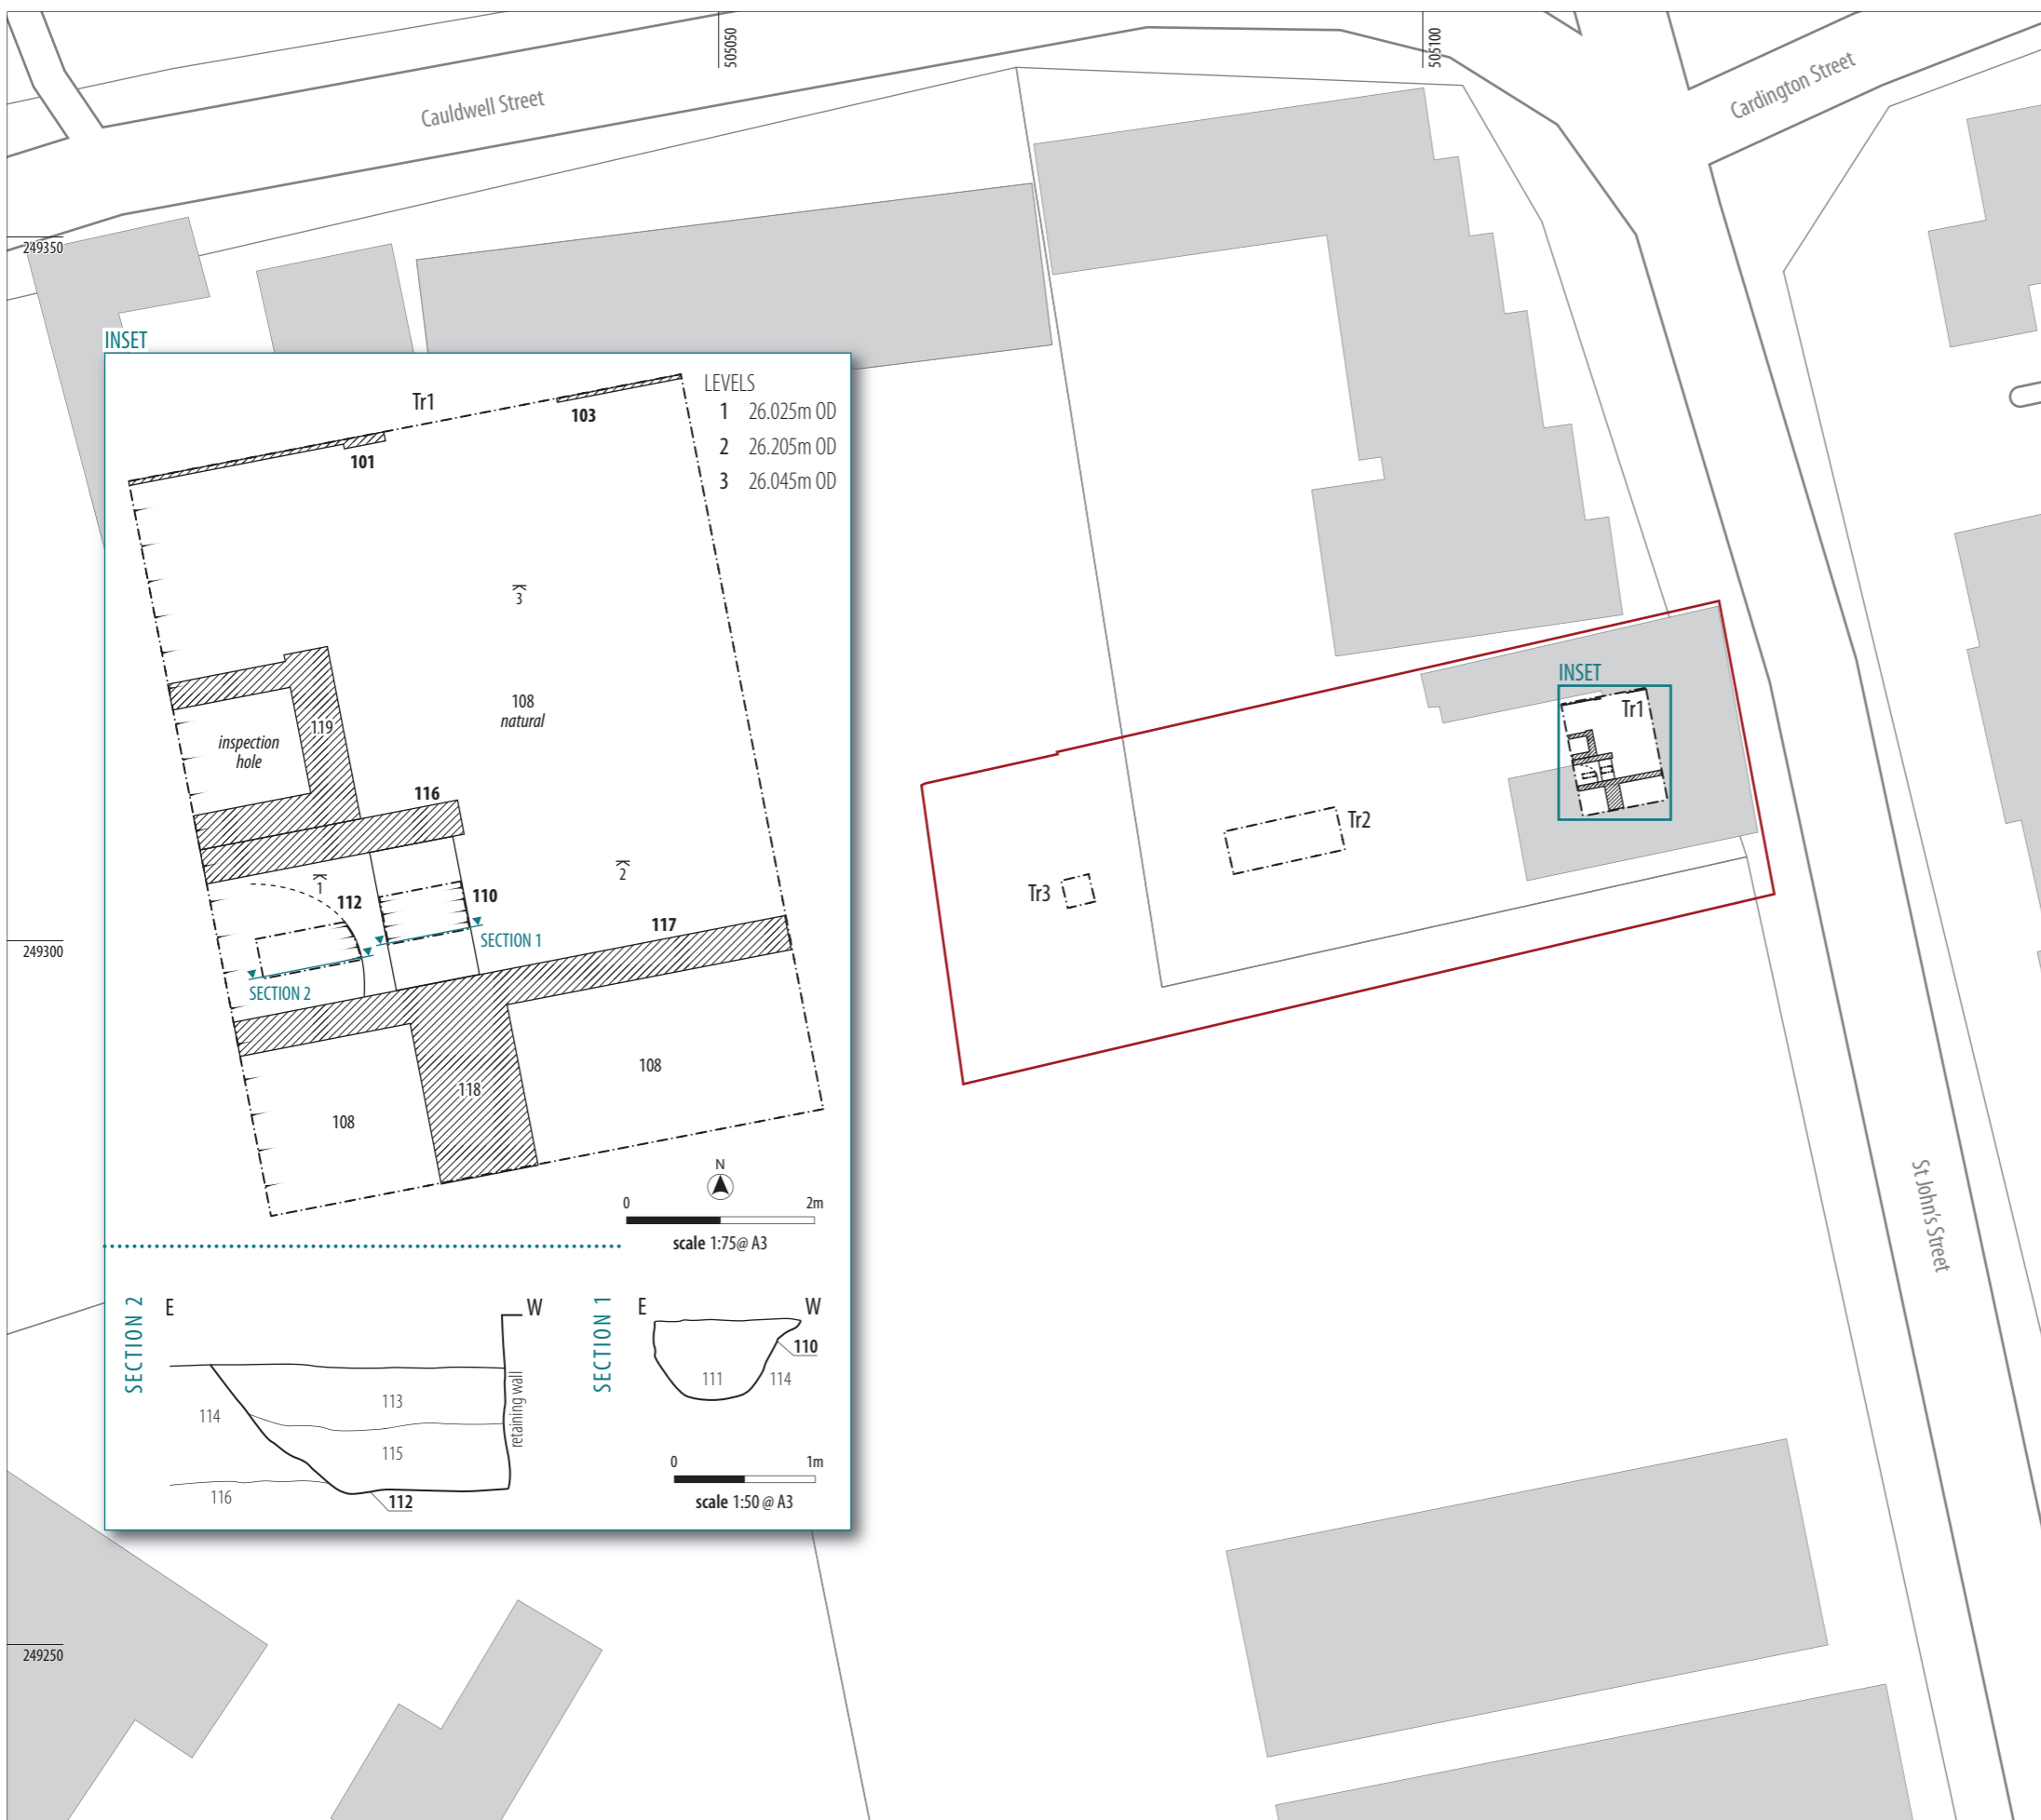 505050
505100
Cauldwell Street
Cardington Street
249350
INSET
Tr1
103
101
LEVELS
1 26.025m OD
2 26.205m OD
3 26.045m OD
3
108
natural
119
inspection
hole
116
1
2
112
110
SECTION 1
117
SECTION 2
118
108
108
N
0 2m
scale 1:75@ A3
SECTION 2
E W
113
114
115
116
112
retaining wall
SECTION 1
E W
110
111
114
0 1m
scale 1:50 @ A3
INSET
Tr1
Tr2
Tr3
249300
St John's Street
249250